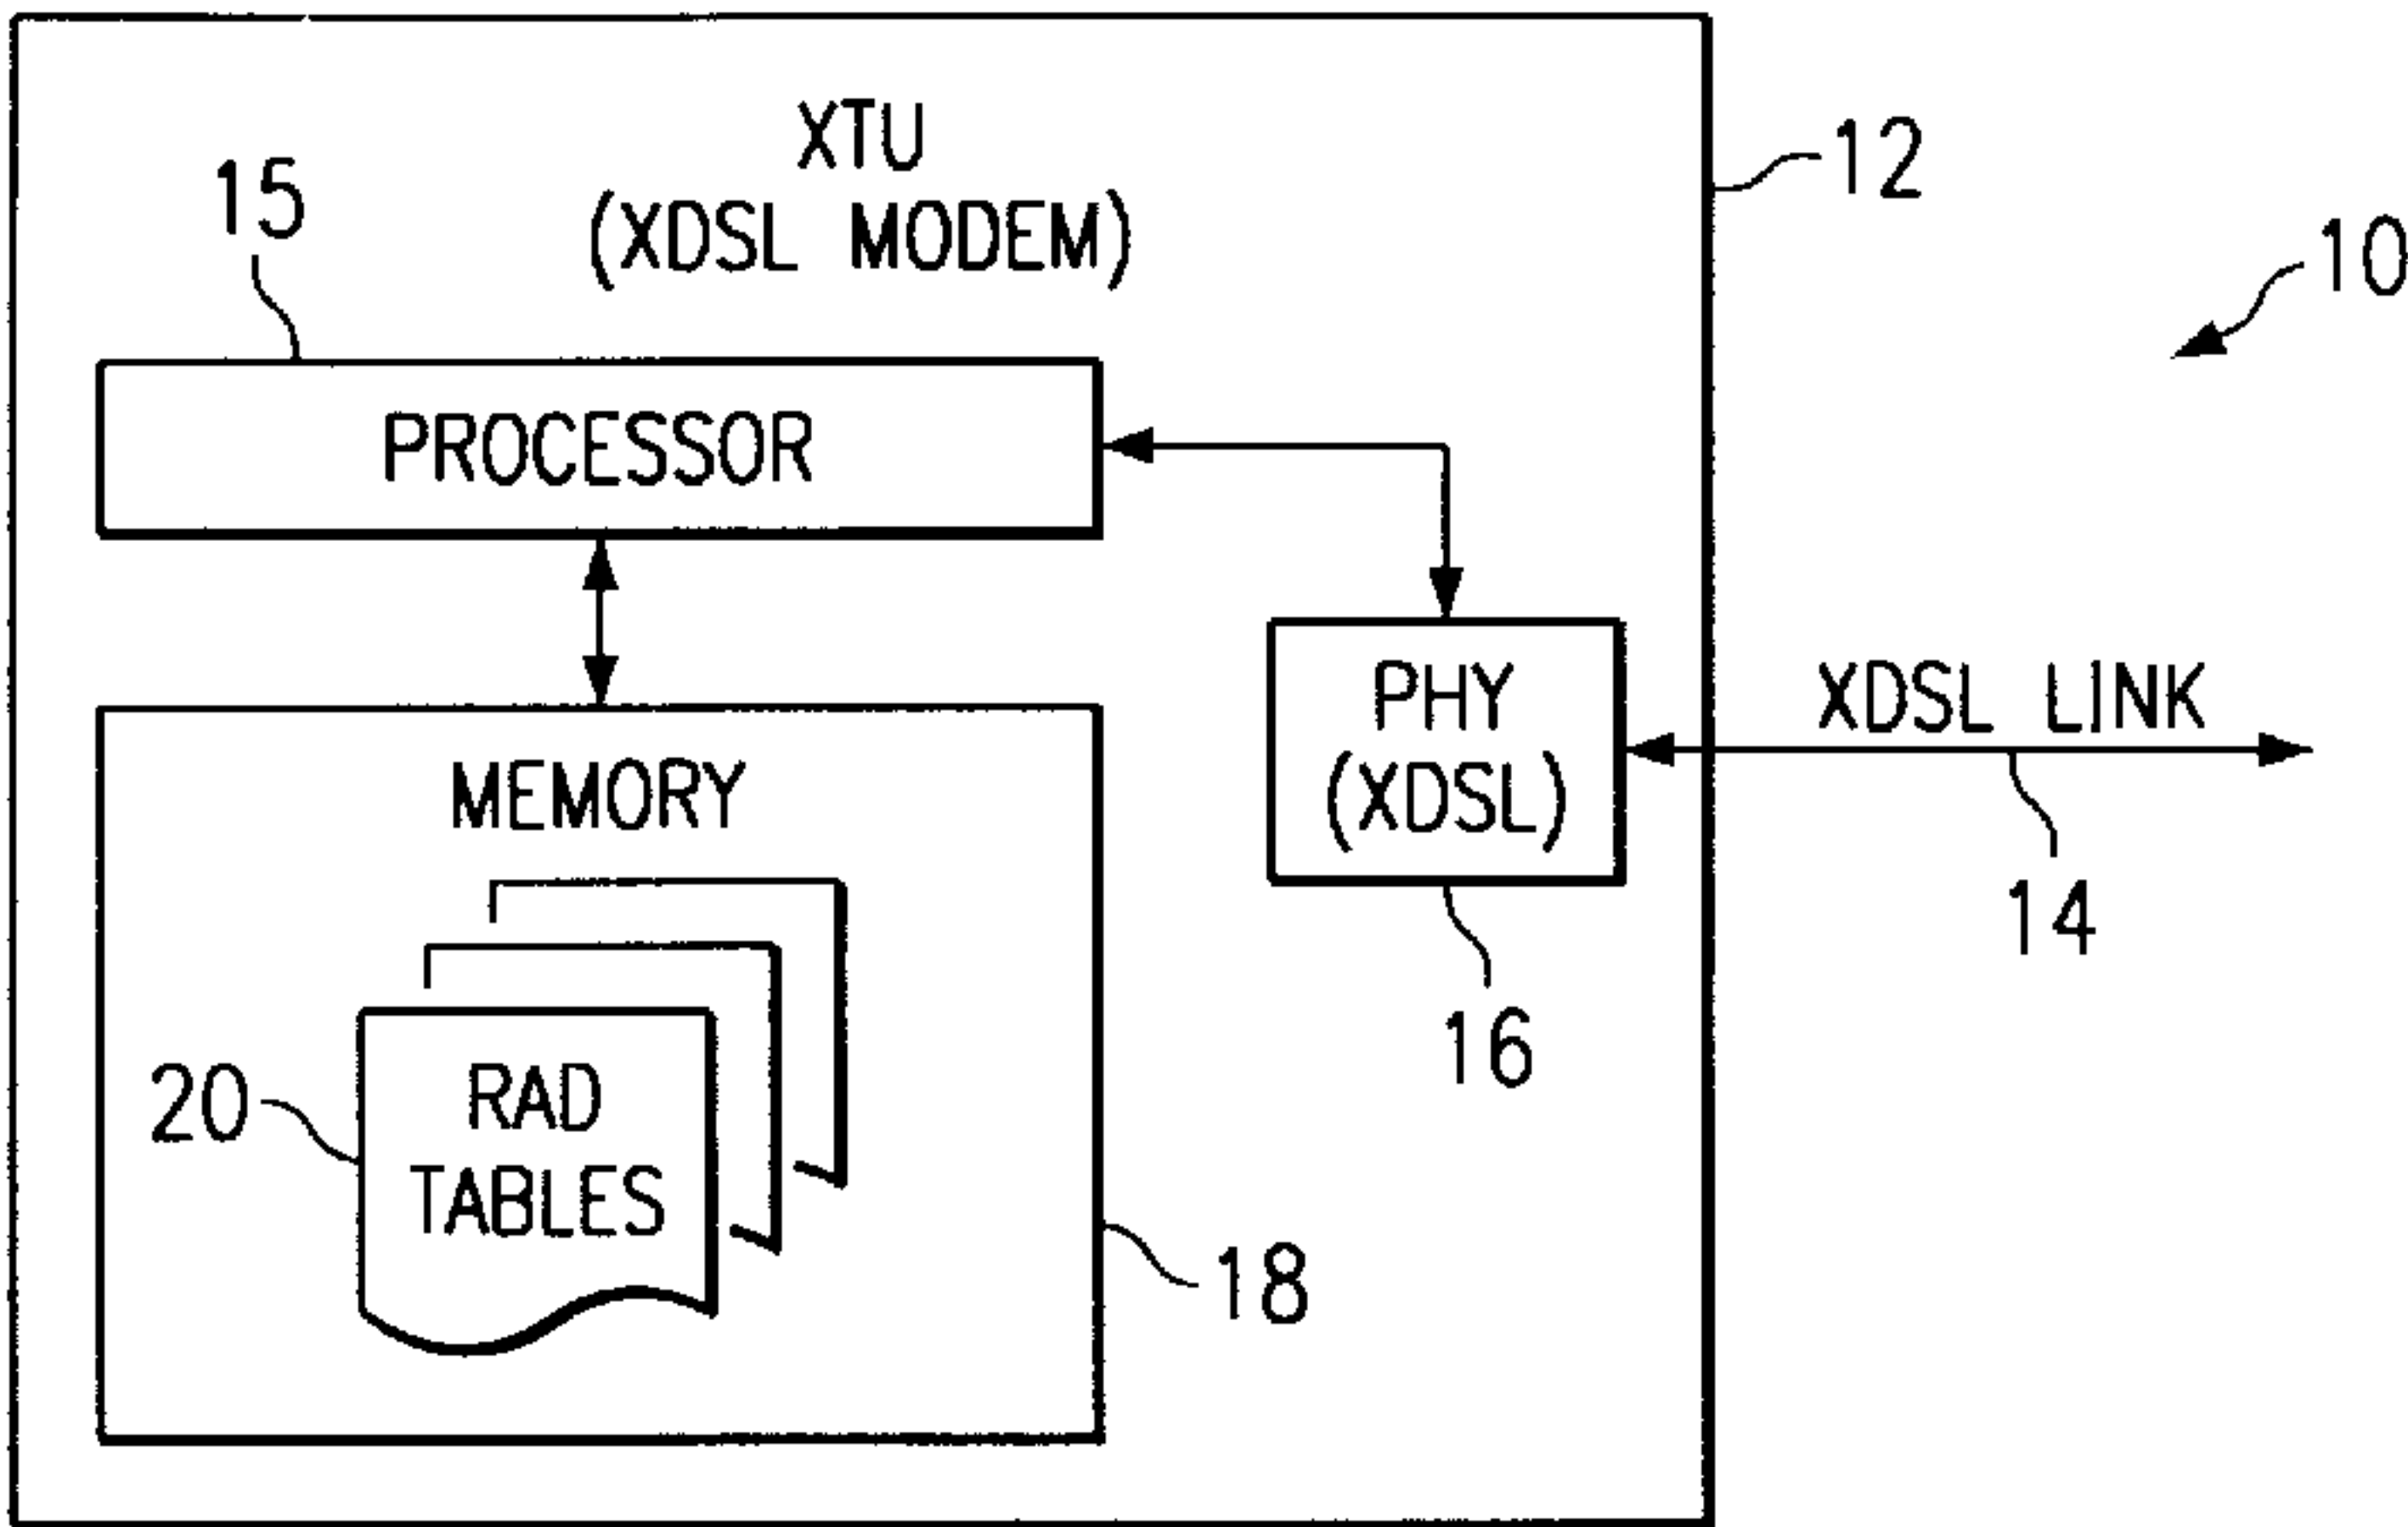 XTU
(XDSL MODEM)
12
15
10
PROCESSOR
PHY
(XDSL)
XDSL LINK
14
16
MEMORY
RAD
TABLES
20
18